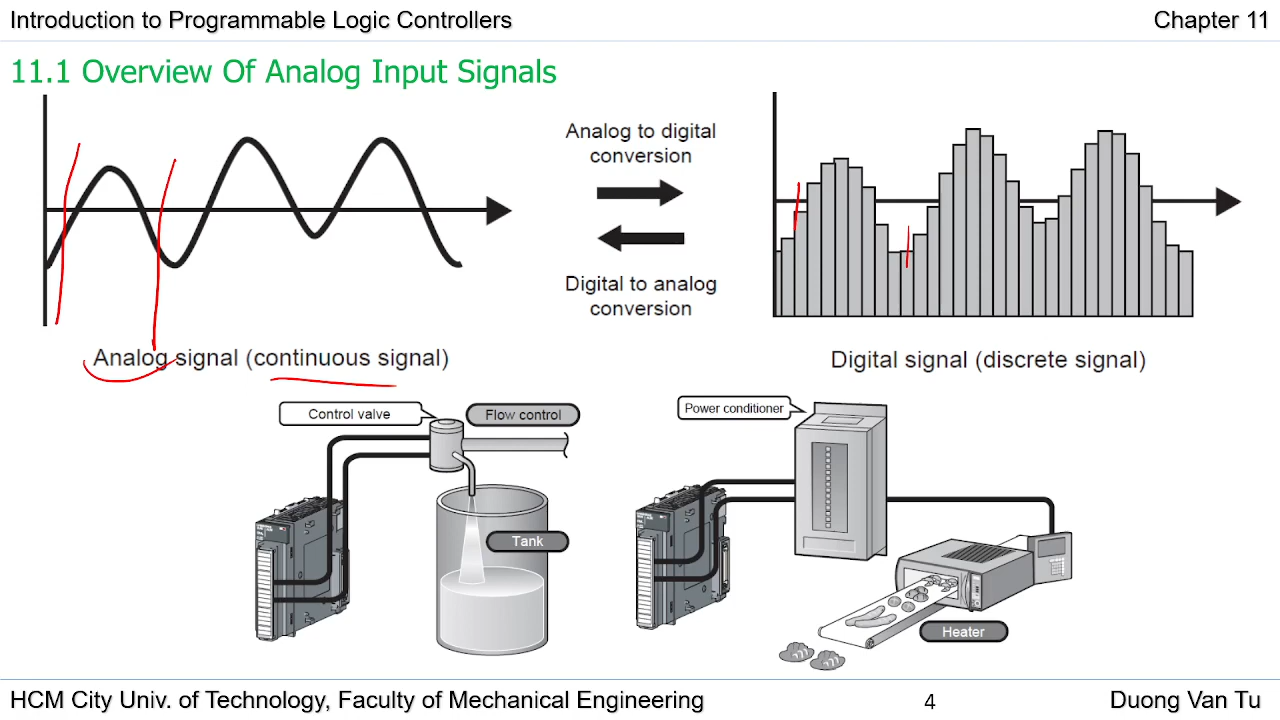 Introduction to Programmable Logic Controllers
Chapter 11
11.1 Overview Of Analog Input Signals
Analog to digital
conversion
Digital to analog
conversion
Analog signal (continuous signal)
Digital signal (discrete signal)
Control valve
Flow control
Tank
Power conditioner
Heater
HCM City Univ. of Technology, Faculty of Mechanical Engineering
4
Duong Van Tu